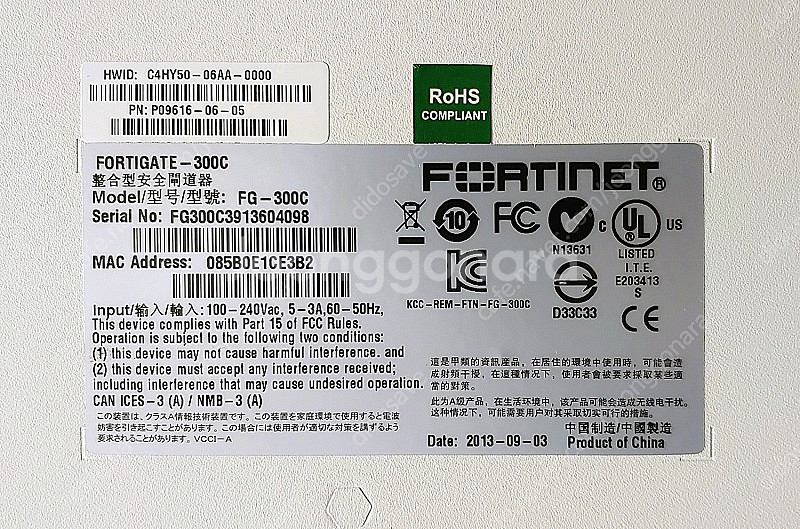 HWID: C4HY50-06AA-0000
PN: P09616-06-05
RoHS
COMPLIANT
FORTIGATE-300C
整合型安全閘道器
Model/型号/型號: FG-300C
Serial No: FG300C3913604098
MAC Address: 085B0E1CE3B2
Input/输入/輸入: 100-240Vac, 5-3A,60-50Hz,
This device complies with Part 15 of FCC Rules.
Operation is subject to the following two conditions:
(1) this device may not cause harmful interference. and
(2) this device must accept any interference received;
including interference that may cause undesired operation.
CAN ICES-3 (A) / NMB-3 (A)
この装置は、クラスA情報技術装置です。この装置を家庭環境で使用すると電波
妨害を引き起こすことがあります。この場合には使用者が適切な対策を講ずるよう
要求されることがあります。VCCI-A
FORTINET®
10
FC
N13631
C UL US
LISTED
I.T.E.
E203413
S
KCC-REM-FTN-FG-300C
D33C33
CE
這是甲類的資訊産品，在居住的環境中使用時，可能會造
成射頻干擾，在這種情況下，使用者會被要求採取某些適
當的對策。
此为A级产品，在生活环境中，该产品可能会造成无线电干扰。
这种情况下，可能需要用户对其采取切实可行的措施。
中国制造/中國製造
Date: 2013-09-03 Product of China